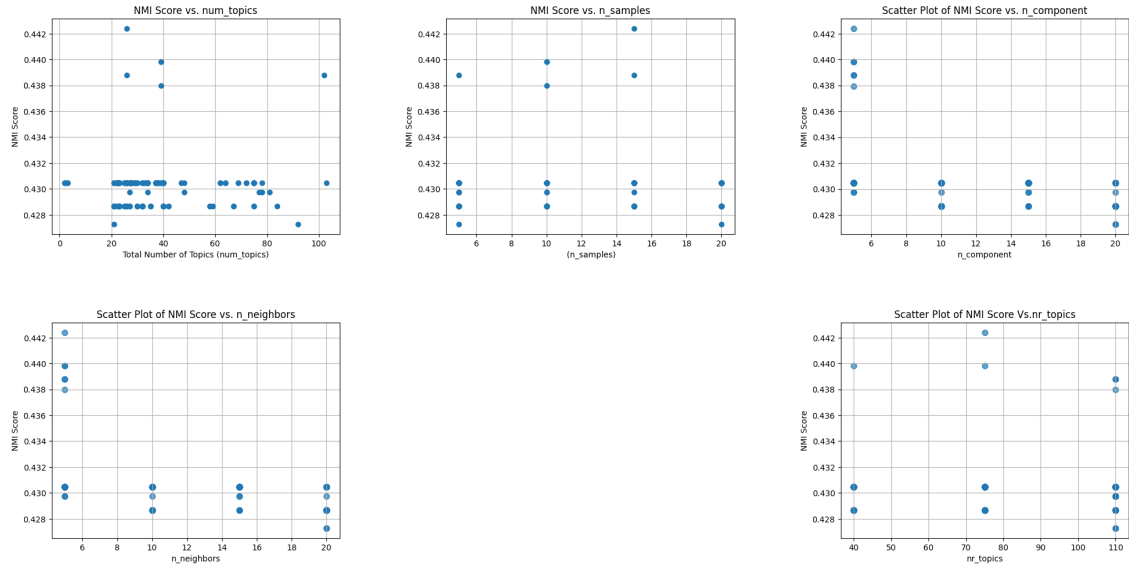 NMI Score vs. num_topics
NMI Score
0.442
0.440
0.438
0.436
0.434
0.432
0.430
0.428
0 20 40 60 80 100
Total Number of Topics (num_topics)
NMI Score vs. n_samples
NMI Score
0.442
0.440
0.438
0.436
0.434
0.432
0.430
0.428
6 8 10 12 14 16 18 20
(n_samples)
Scatter Plot of NMI Score vs. n_component
NMI Score
0.442
0.440
0.438
0.436
0.434
0.432
0.430
0.428
6 8 10 12 14 16 18 20
n_component
Scatter Plot of NMI Score vs. n_neighbors
NMI Score
0.442
0.440
0.438
0.436
0.434
0.432
0.430
0.428
6 8 10 12 14 16 18 20
n_neighbors
Scatter Plot of NMI Score Vs.nr_topics
NMI Score
0.442
0.440
0.438
0.436
0.434
0.432
0.430
0.428
40 50 60 70 80 90 100 110
nr_topics